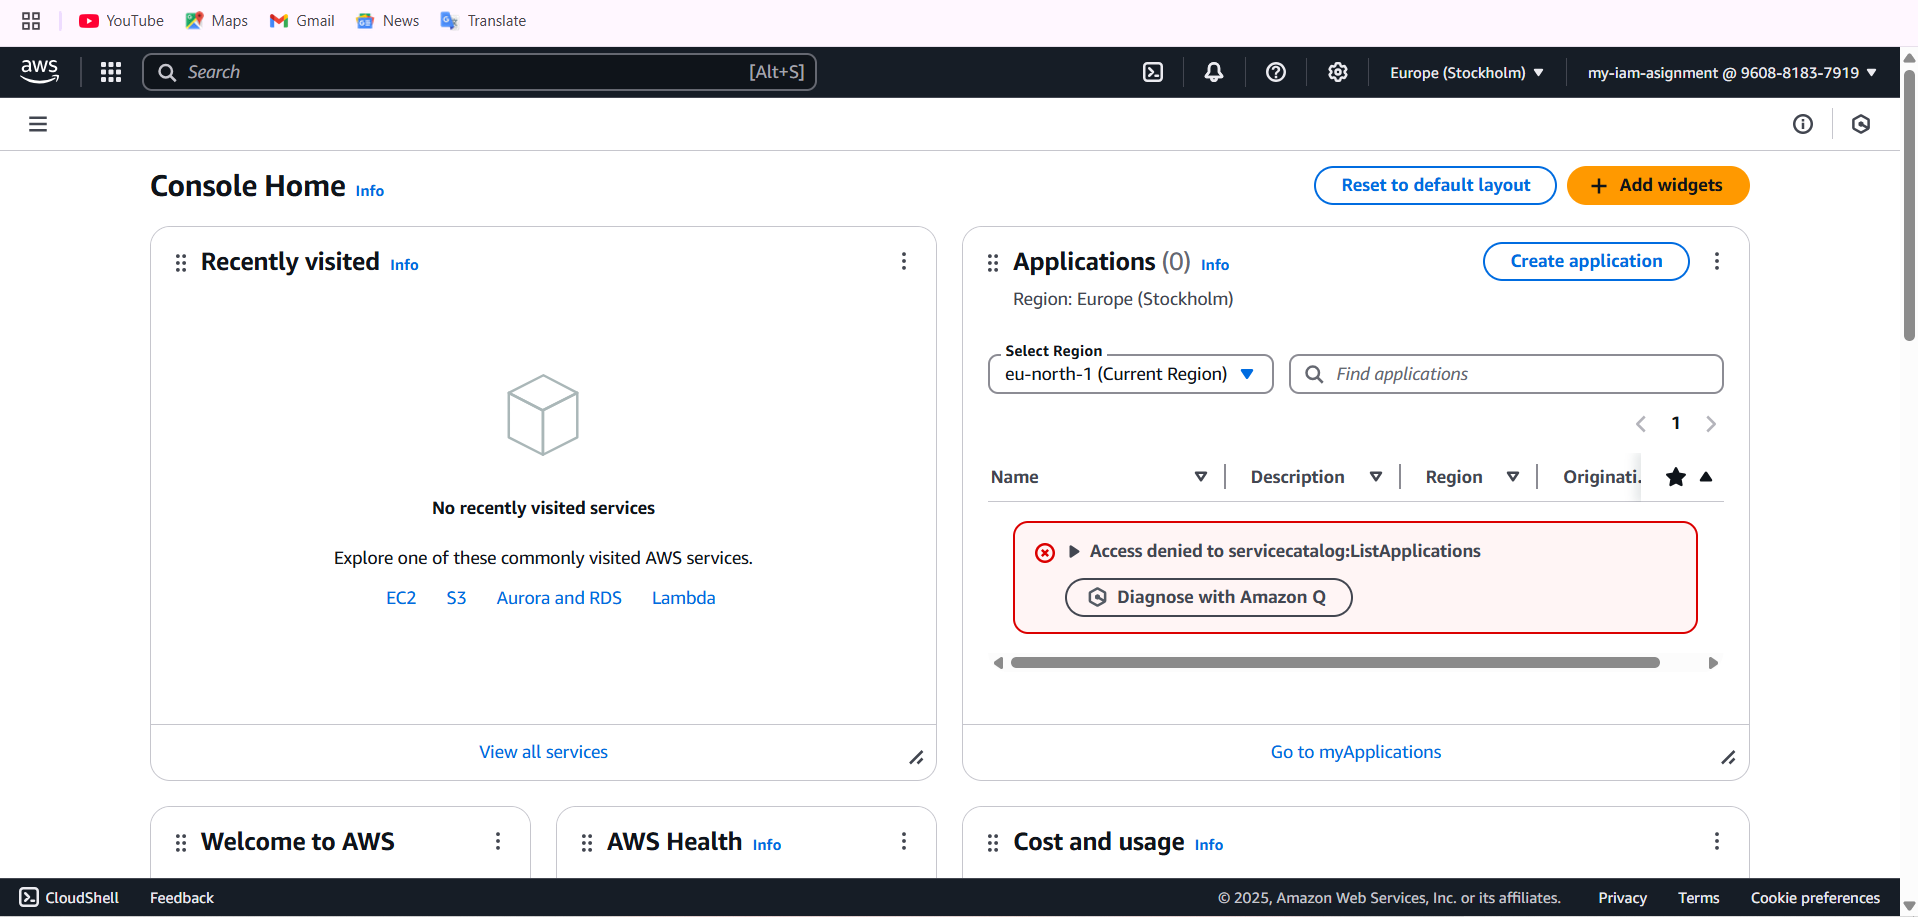 YouTube Maps Gmail News Translate
aws Search [Alt+S] Europe (Stockholm) my-iam-asignment @ 9608-8183-7919
Console Home Info
Reset to default layout
Add widgets
Recently visited Info
No recently visited services
Explore one of these commonly visited AWS services.
EC2 S3 Aurora and RDS Lambda
View all services
Applications (0) Info
Create application
Region: Europe (Stockholm)
Select Region
eu-north-1 (Current Region)
Find applications
1
Name Description Region Originati.
Access denied to servicecatalog:ListApplications
Diagnose with Amazon Q
Go to myApplications
Welcome to AWS
AWS Health Info
Cost and usage Info
CloudShell Feedback © 2025, Amazon Web Services, Inc. or its affiliates. Privacy Terms Cookie preferences